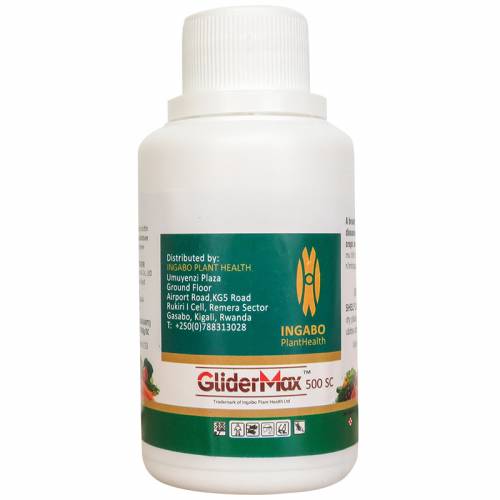 Distributed by:
INGABO PLANT HEALTH
Umuyenzi Plaza
Ground Floor
Airport Road,KG5 Road
Rukiri I Cell, Remera Sector
Gasabo, Kigali, Rwanda
T: +250(0)788313028
INGABO
PlantHealth
GliderMax™ 500 SC
Trademark of Ingabo Plant Health Ltd